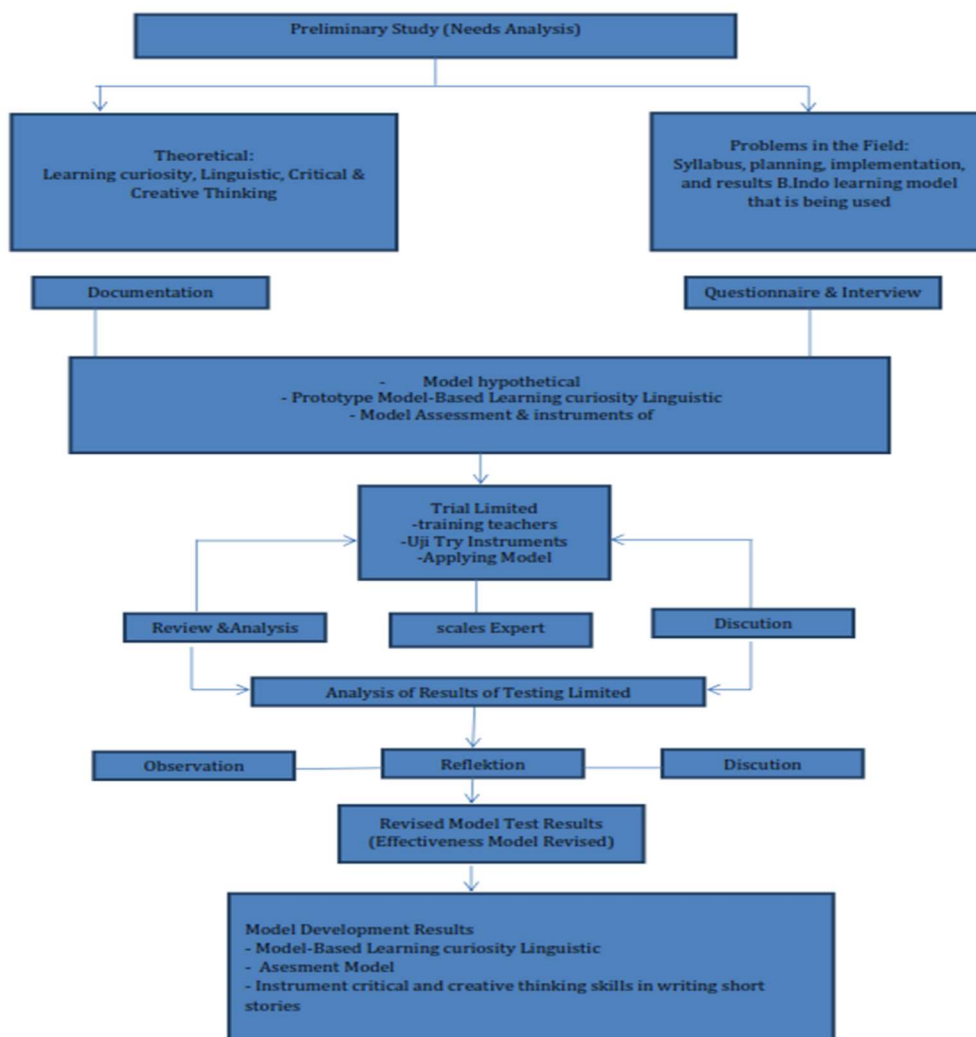 Preliminary Study (Needs Analysis)
Theoretical:
Learning curiosity, Linguistic, Critical &
Creative Thinking
Problems in the Field:
Syllabus, planning, implementation,
and results B.Indo learning model
that is being used
Documentation
Questionnaire & Interview
- Model hypothetical
- Prototype Model-Based Learning curiosity Linguistic
- Model Assessment & instruments of
Trial Limited
-training teachers
-Uji Try Instruments
-Applying Model
Review &Analysis
scales Expert
Discution
Analysis of Results of Testing Limited
Observation
Reflektion
Discution
Revised Model Test Results
(Effectiveness Model Revised)
Model Development Results
- Model-Based Learning curiosity Linguistic
- Asesment Model
- Instrument critical and creative thinking skills in writing short
stories